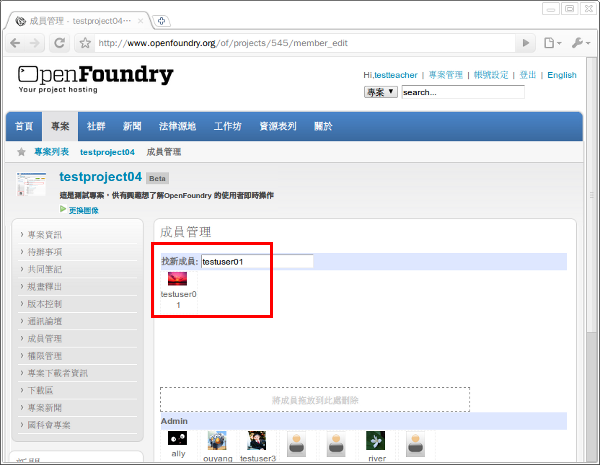 成員管理 - testproject04…
http://www.openfoundry.org/of/projects/545/member_edit
OpenFoundry
Your project hosting
Hi,testteacher | 專案管理 | 帳號設定 | 登出 | English
專案 search...
首頁 專案 社群 新聞 法律源地 工作坊 資源表列 關於
專案列表 testproject04 成員管理
testproject04 Beta
這是測試專案，供有興趣想了解OpenFoundry 的使用者即時操作
更換圖像
專案資訊
待辦事項
共同筆記
規畫釋出
版本控制
通訊論壇
成員管理
權限管理
專案下載者資訊
下載區
專案新聞
國科會專案
成員管理
找新成員: testuser01
testuser0
1
將成員拖放到此處刪除
Admin
ally ouyang testuser3 river